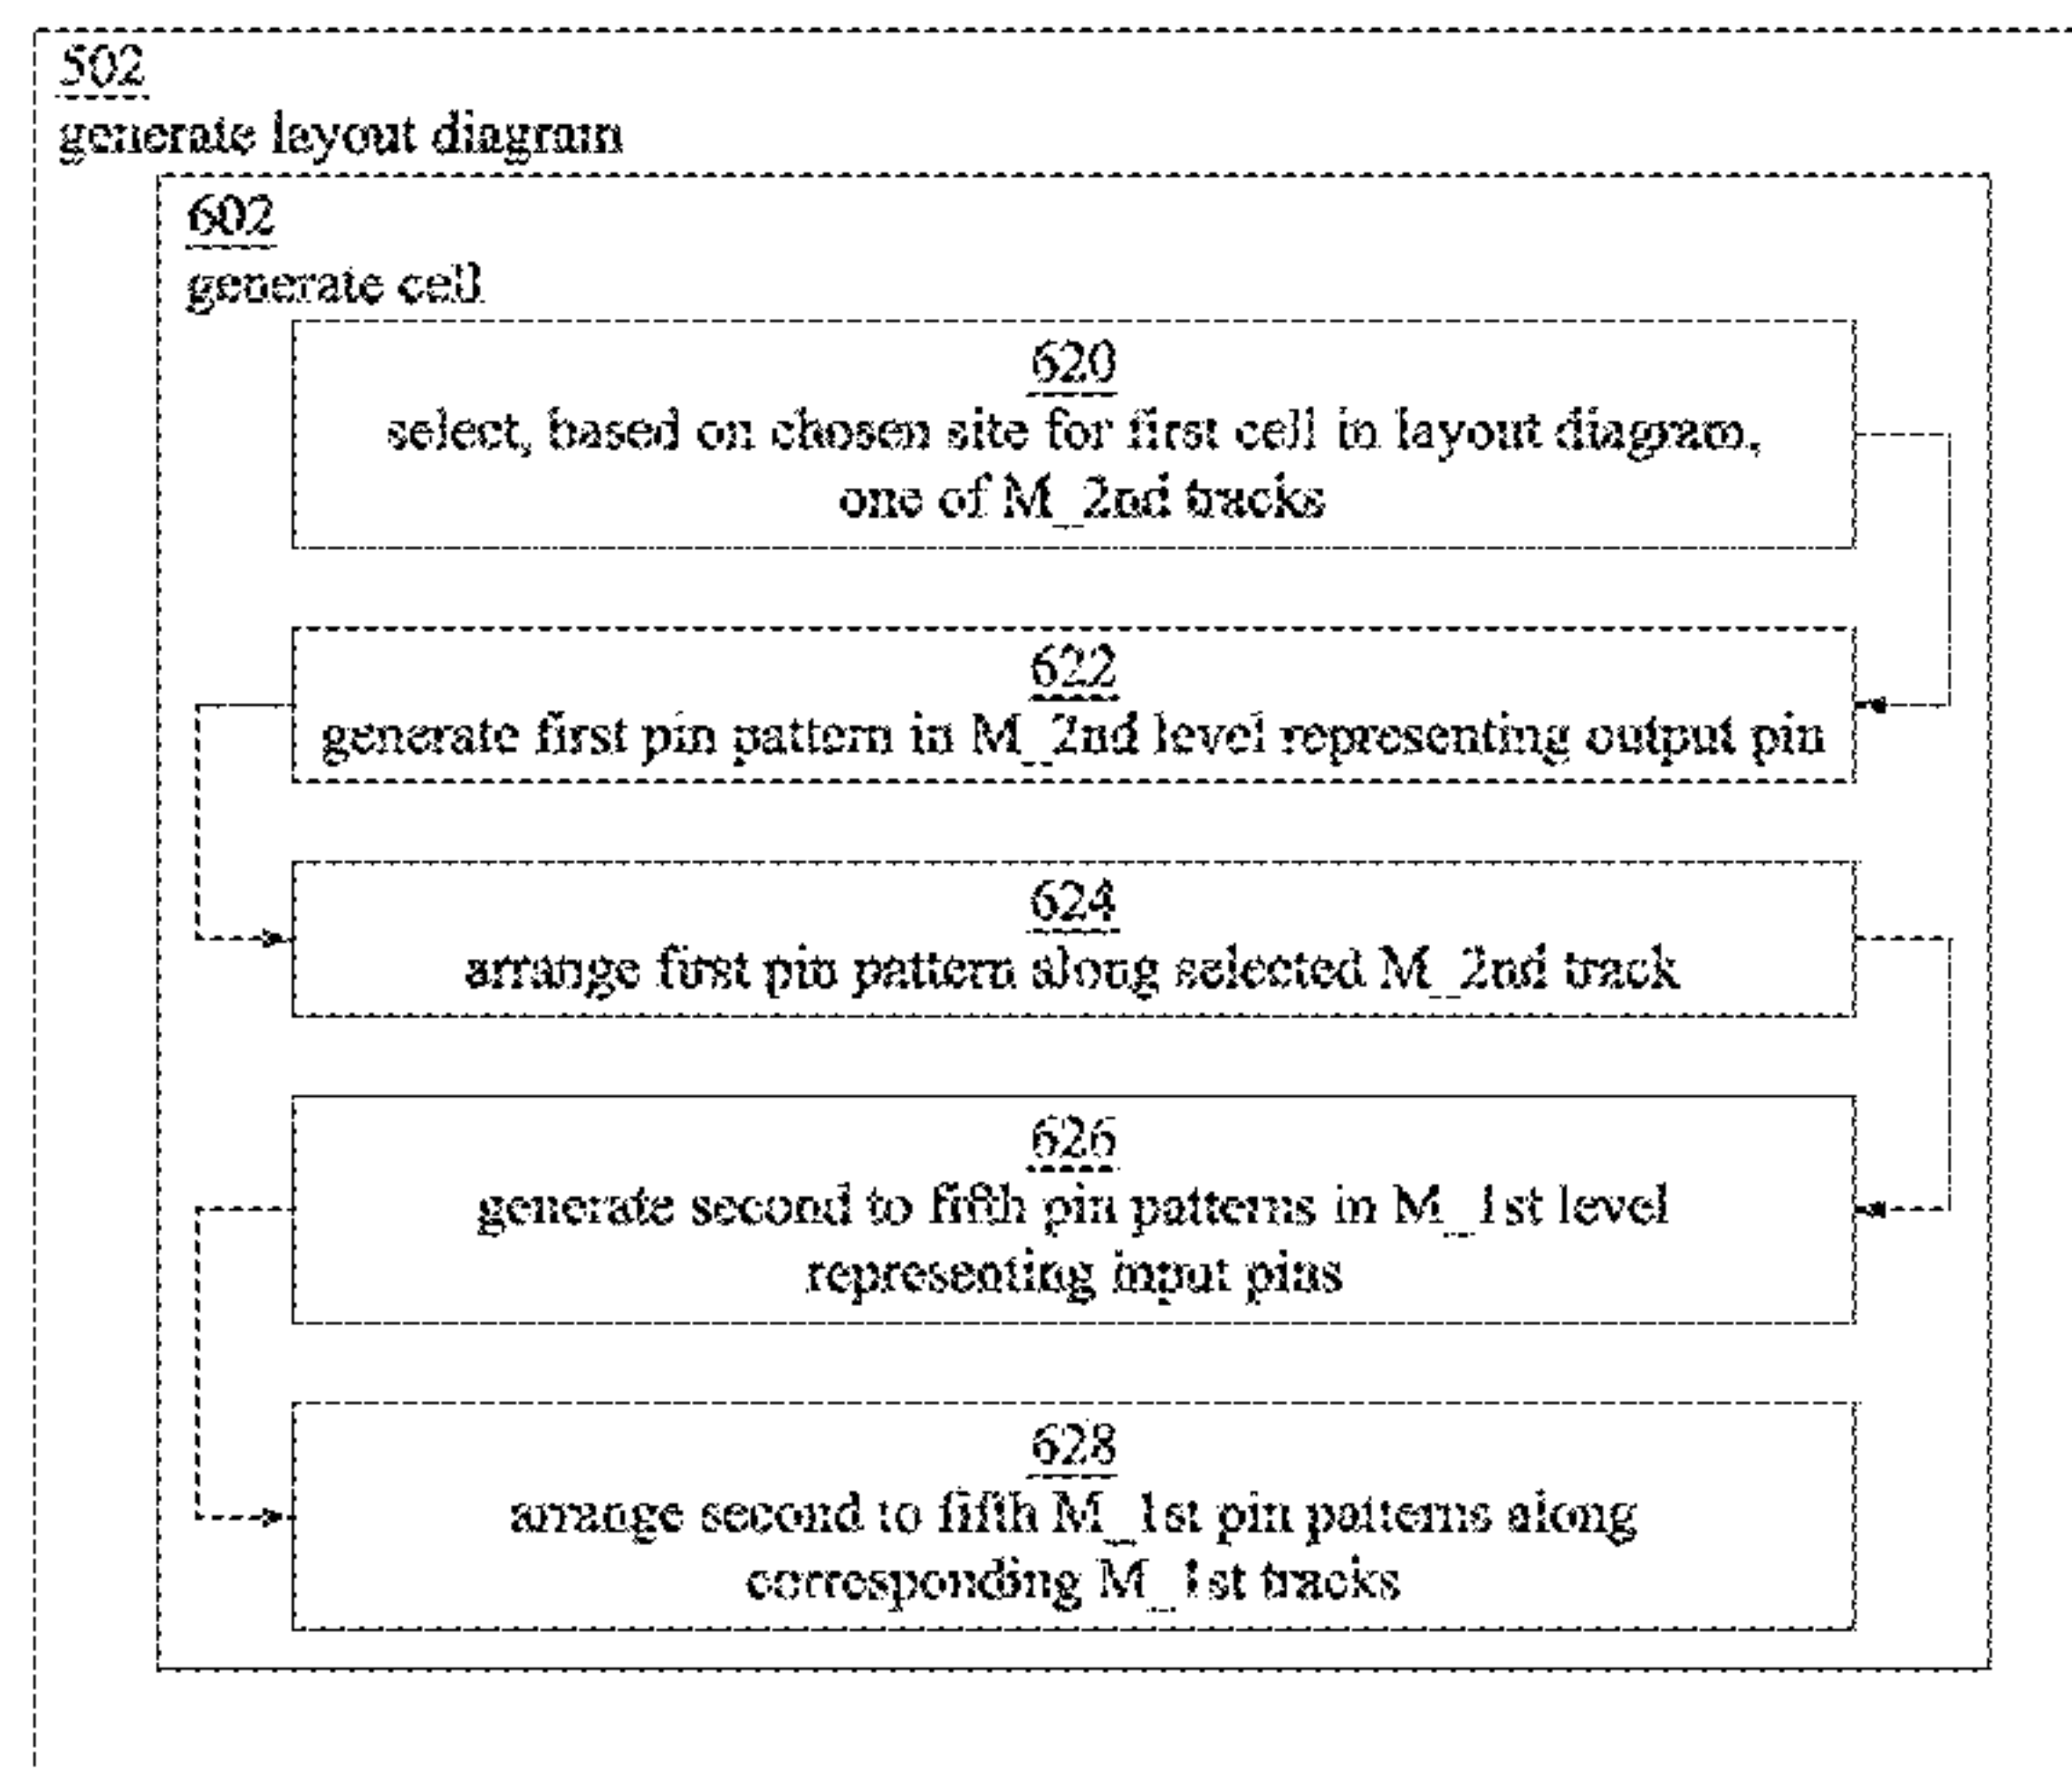 502
generate layout diagram
602
generate cell
620
select, based on chosen site for first cell in layout diagram,
one of M_2nd tracks
622
generate first pin pattern in M_2nd level representing output pin
624
arrange first pin pattern along selected M_2nd track
626
generate second to fifth pin patterns in M_1st level
representing input pins
628
arrange second to fifth M_1st pin patterns along
corresponding M_1st tracks